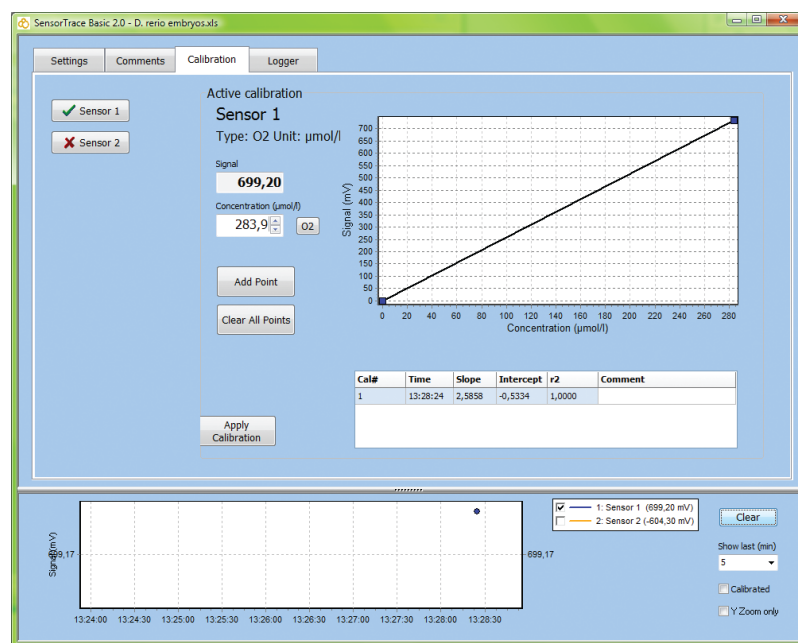 SensorTrace Basic 2.0 - D. rerio embryos.xls
Settings Comments Calibration Logger
Sensor 1
Sensor 2
Active calibration
Sensor 1
Type: O2 Unit: µmol/l
Signal
699,20
Concentration (µmol/l)
283,9 O2
Add Point
Clear All Points
Apply
Calibration
Signal (mV)
700
650
600
550
500
450
400
350
300
250
200
150
100
50
0
0 20 40 60 80 100 120 140 160 180 200 220 240 260 280
Concentration (µmol/l)
Cal# Time Slope Intercept r2 Comment
1 13:28:24 2,5858 -0,5334 1,0000
Signal (mV)
699,17
699,17
13:24:00 13:24:30 13:25:00 13:25:30 13:26:00 13:26:30 13:27:00 13:27:30 13:28:00 13:28:30
1: Sensor 1 (699,20 mV)
2: Sensor 2 (-604,30 mV)
Clear
Show last (min)
5
Calibrated
Y Zoom only